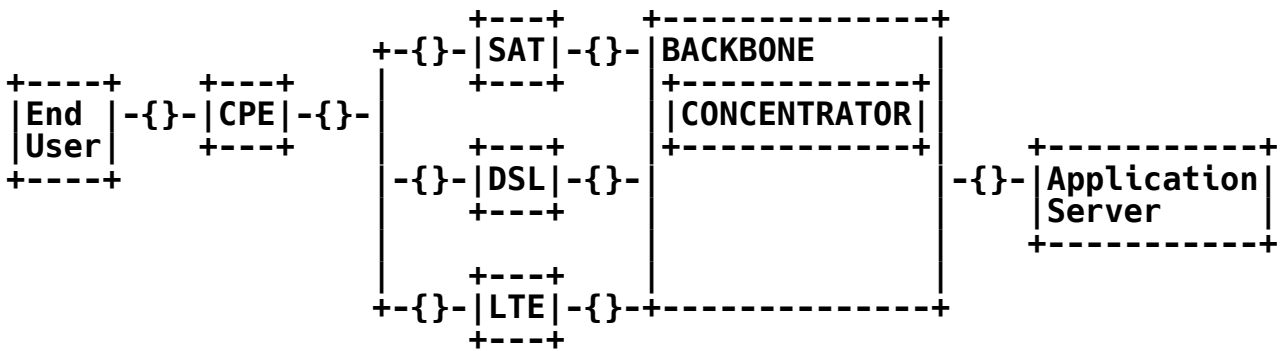 +---+    +--------------+
                   +-{}-|SAT|-{}-|BACKBONE      |
+----+    +---+    |    +---+    |+------------+|
|End |-{}-|CPE|-{}-|             ||CONCENTRATOR||
|User|    +---+    |    +---+    |+------------+|    +-----------+
+----+             |-{}-|DSL|-{}-|              |-{}-|Application|
                   |    +---+    |              |    |Server     |
                   |             |              |    +-----------+
                   |    +---+    |              |
                   +-{}-|LTE|-{}-+--------------+
                        +---+